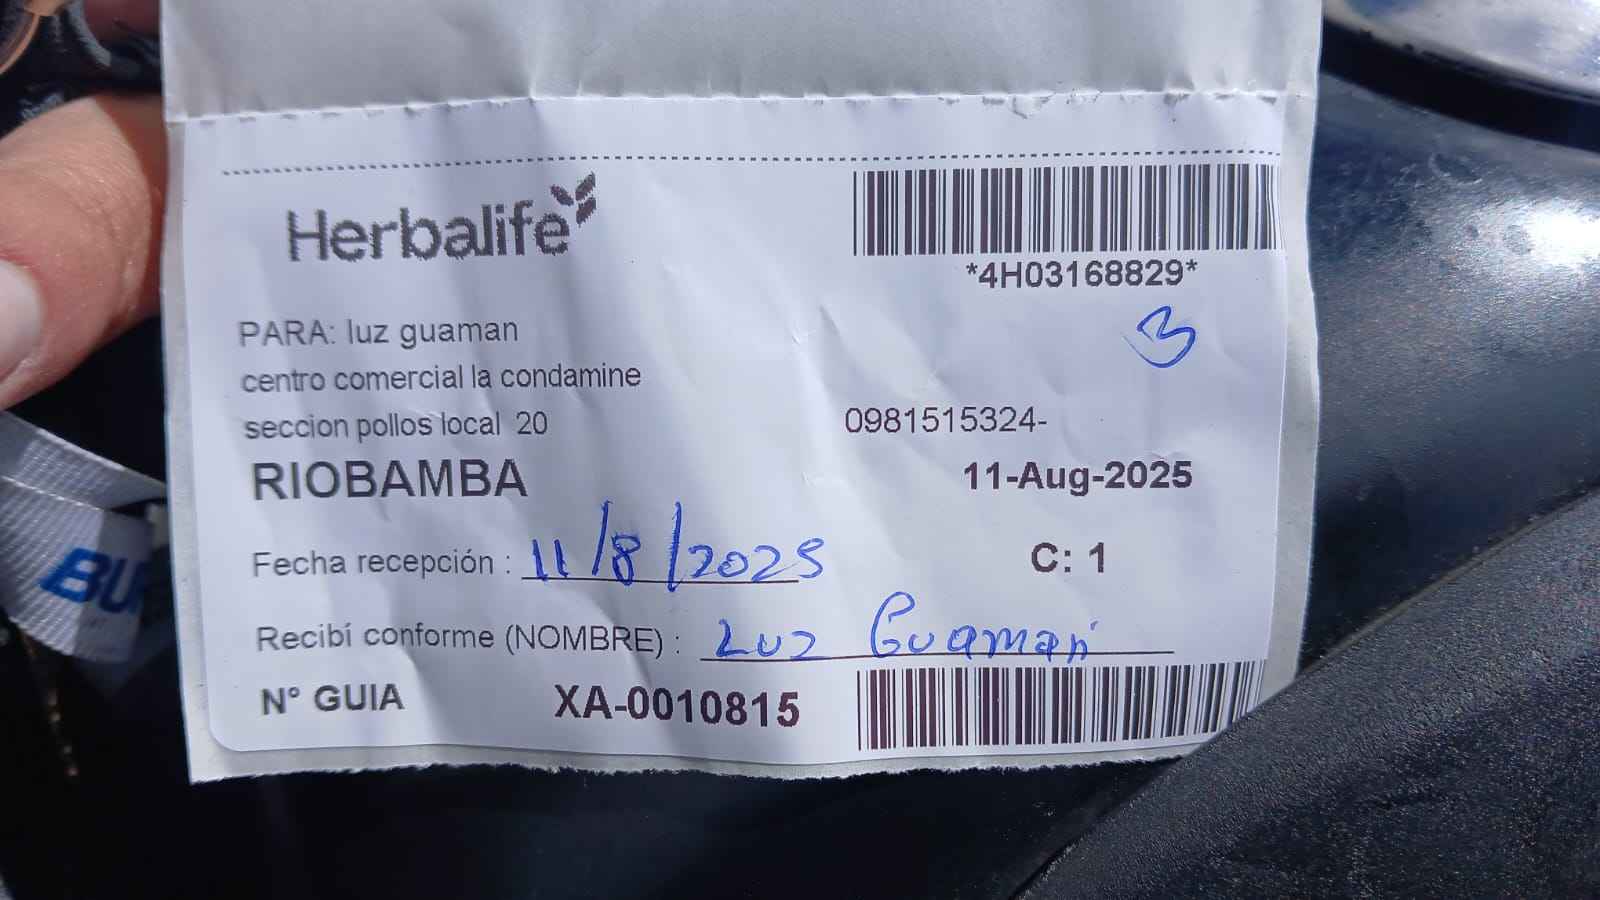 Herbalife
*4H03168829*
3
PARA: luz guaman
centro comercial la condamine
seccion pollos local 20
0981515324-
RIOBAMBA
11-Aug-2025
Fecha recepción : 11/8/2025
C: 1
Recibí conforme (NOMBRE) : Luz Guaman
N° GUIA XA-0010815